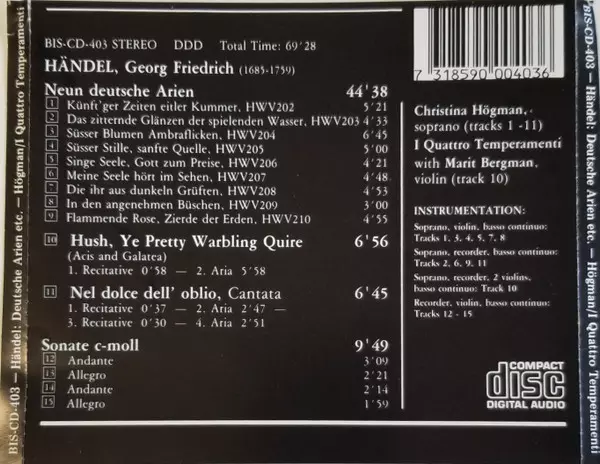 BIS-CD-403 STEREO DDD Total Time: 69'28
HÄNDEL, Georg Friedrich (1685-1759)
Neun deutsche Arien 44'38
1 Künft'ger Zeiten eitler Kummer, HWV202 5'21
2 Das zitternde Glänzen der spielenden Wasser, HWV203 4'33
3 Süsser Blumen Ambraflicken, HWV204 6'45
4 Süsser Stille, sanfte Quelle, HWV205 5'00
5 Singe Seele, Gott zum Preise, HWV206 4'21
6 Meine Seele hört im Sehen, HWV207 4'48
7 Die ihr aus dunkeln Grüften, HWV208 4'53
8 In den angenehmen Büschen, HWV209 3'00
9 Flammende Rose, Zierde der Erden, HWV210 4'55
10 Hush, Ye Pretty Warbling Quire 6'56
(Acis and Galatea)
1. Recitative 0'58 — 2. Aria 5'58
11 Nel dolce dell' oblio, Cantata 6'45
1. Recitative 0'37 — 2. Aria 2'47 —
3. Recitative 0'30 — 4. Aria 2'51
Sonate c-moll 9'49
12 Andante 3'09
13 Allegro 2'21
14 Andante 2'14
15 Allegro 1'59
7 318590 004036
Christina Högman,
soprano (tracks 1 -11)
I Quattro Temperamenti
with Marit Bergman,
violin (track 10)
INSTRUMENTATION:
Soprano, violin, basso continuo:
Tracks 1, 3, 4, 5, 7, 8
Soprano, recorder, basso continuo:
Tracks 2, 6, 9, 11
Soprano, recorder, 2 violins,
basso continuo: Track 10
Recorder, violin, basso continuo:
Tracks 12 - 15
COMPACT
disc
DIGITAL AUDIO
BIS-CD-403 — Händel: Deutsche Arien etc. — Högman/I Quattro Temperamenti
BIS-CD-403 — Händel: Deutsche Arien etc. — Högman/I Quattro Temperamenti